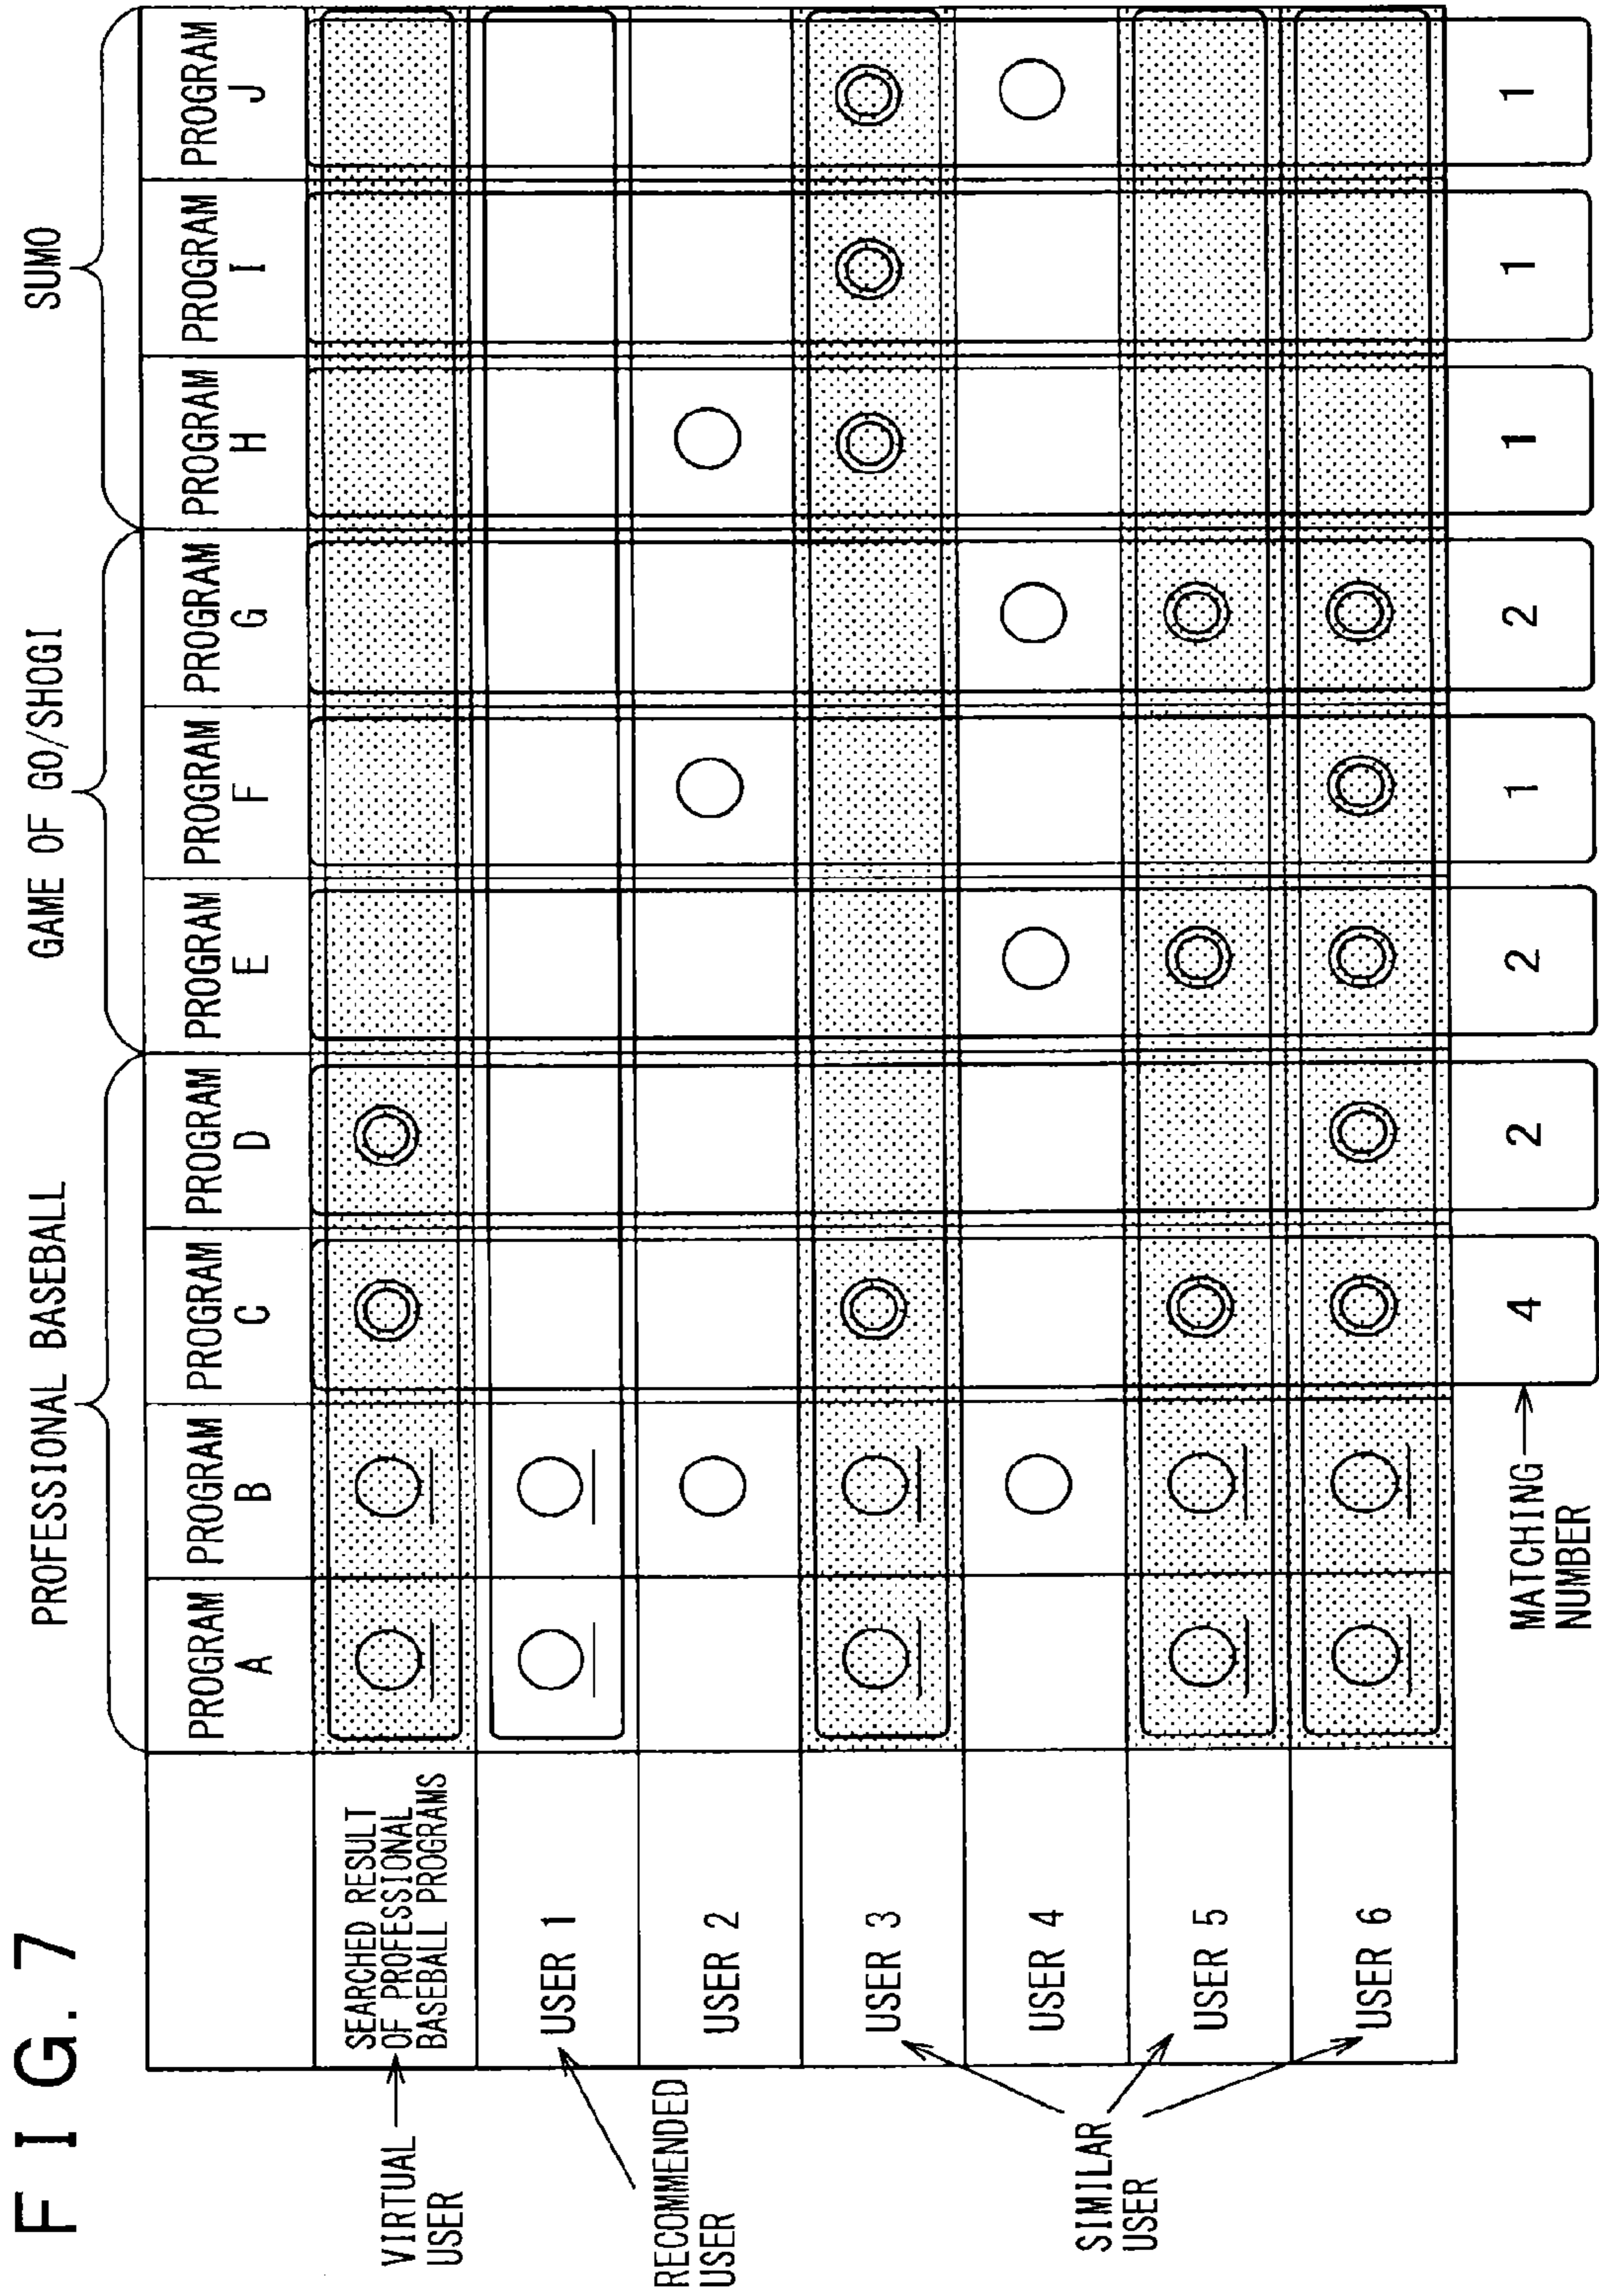 FIG. 7
PROFESSIONAL BASEBALL
GAME OF GO/SHOGI
SUMO
PROGRAM
A
PROGRAM
B
PROGRAM
C
PROGRAM
D
PROGRAM
E
PROGRAM
F
PROGRAM
G
PROGRAM
H
PROGRAM
I
PROGRAM
J
VIRTUAL
USER
SEARCHED RESULT
OF PROFESSIONAL
BASEBALL PROGRAMS
RECOMMENDED
USER
USER 1
USER 2
USER 3
USER 4
USER 5
USER 6
SIMILAR
USER
MATCHING
NUMBER
4
2
2
1
2
1
1
1